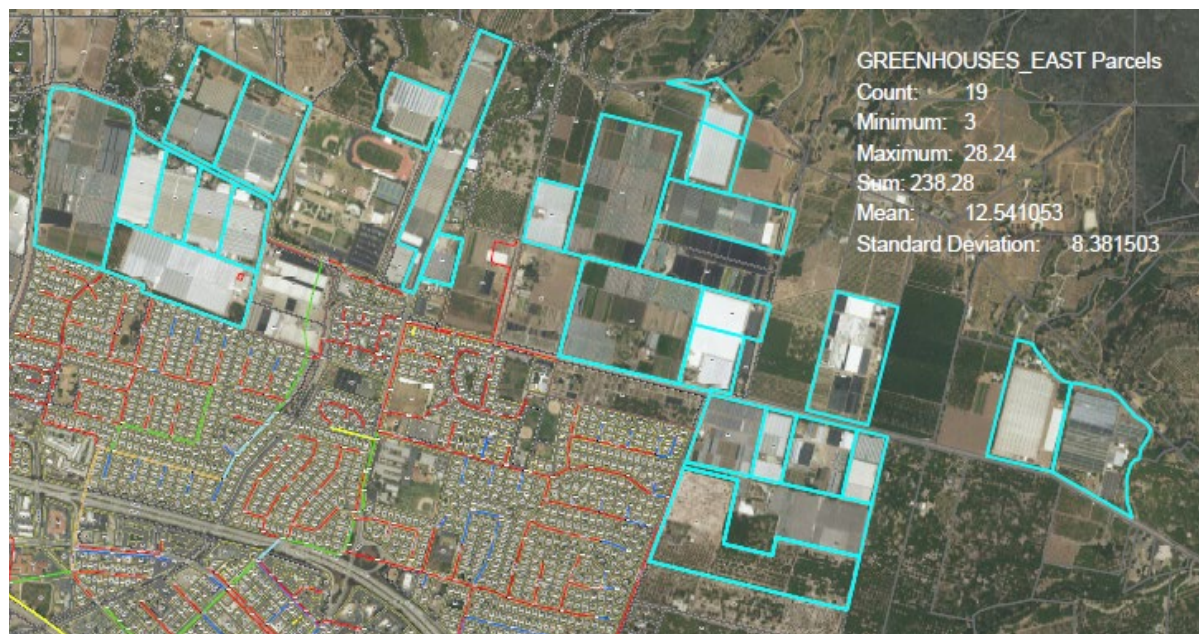 GREENHOUSES_EAST Parcels
Count: 19
Minimum: 3
Maximum: 28.24
Sum: 238.28
Mean: 12.541053
Standard Deviation: 8.381503